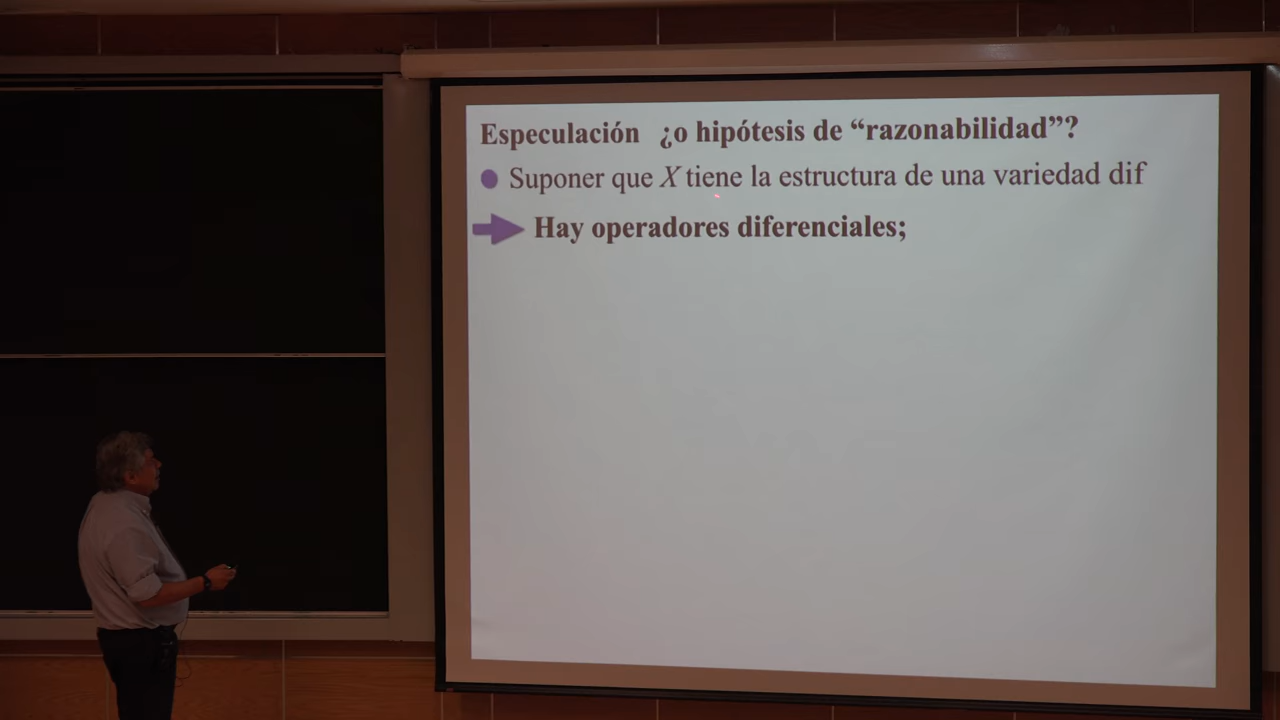 Especulación ¿o hipótesis de “razonabilidad”?
Suponer que X tiene la estructura de una variedad dif
Hay operadores diferenciales;